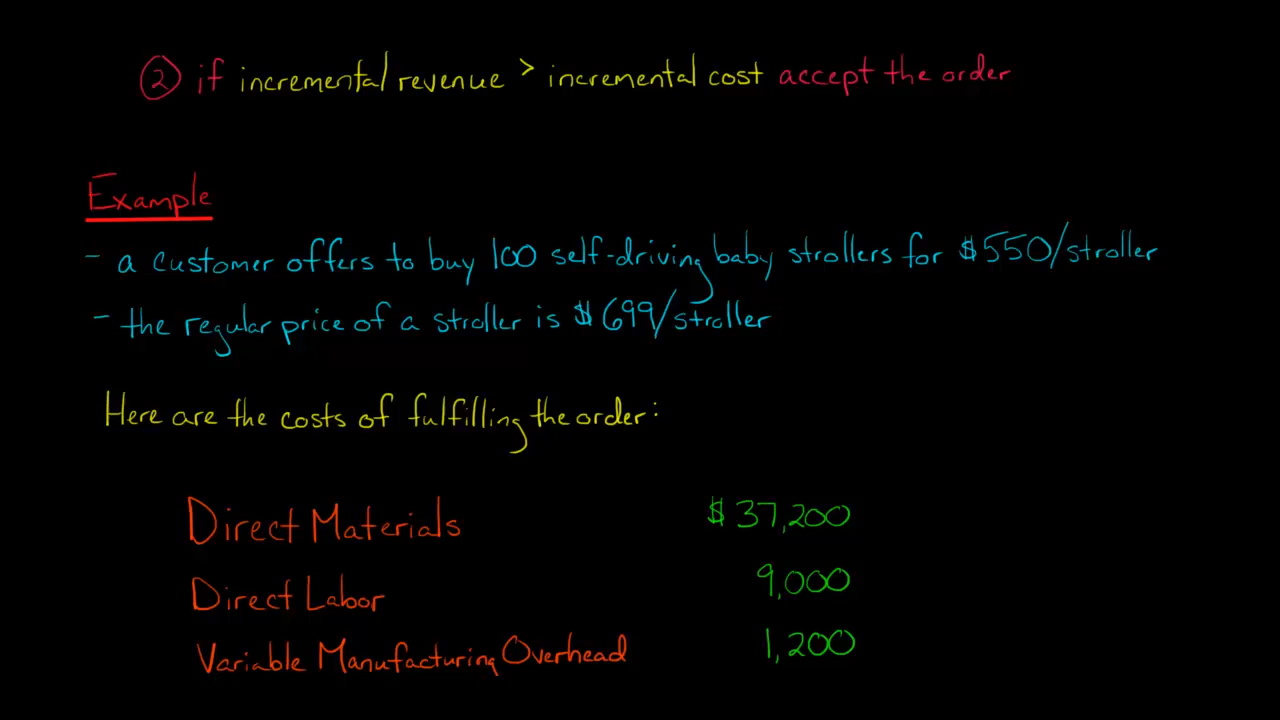 ② if incremental revenue > incremental cost accept the order
Example
- a customer offers to buy 100 self-driving baby strollers for $550/stroller
- the regular price of a stroller is $699/stroller
Here are the costs of fulfilling the order:
Direct Materials $37,200
Direct Labor 9,000
Variable Manufacturing Overhead 1,200